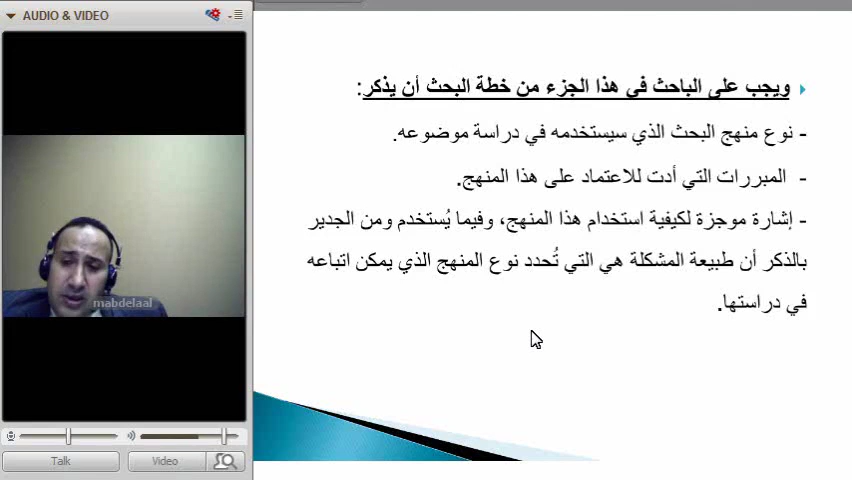 AUDIO & VIDEO
mabdelaal
Talk
Video
ويجب على الباحث في هذا الجزء من خطة البحث أن يذكر:
- نوع منهج البحث الذي سيستخدمه في دراسة موضوعه.
- المبررات التي أدت للاعتماد على هذا المنهج.
- إشارة موجزة لكيفية استخدام هذا المنهج، وفيما يُستخدم ومن الجدير
بالذكر أن طبيعة المشكلة هي التي تُحدد نوع المنهج الذي يمكن اتباعه
في دراستها.